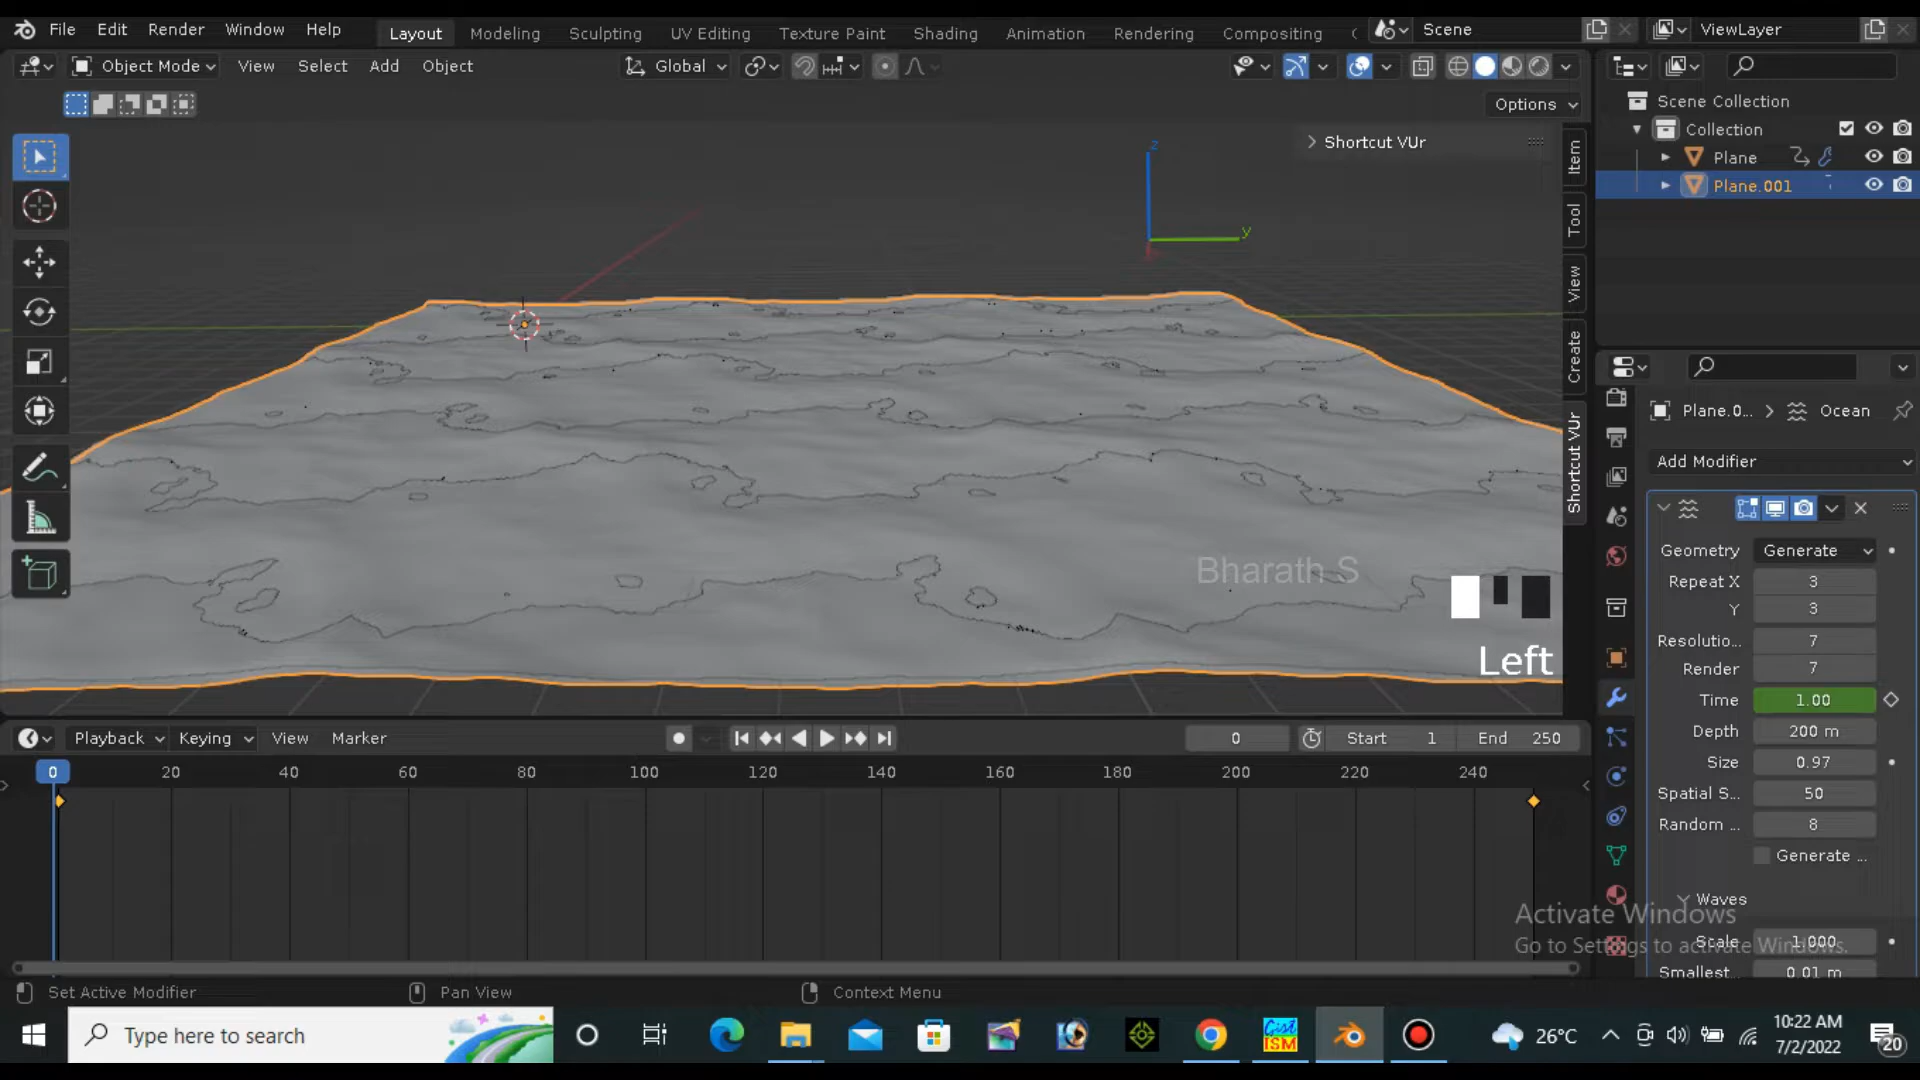 File Edit Render Window Help Layout Modeling Sculpting UV Editing Texture Paint Shading Animation Rendering Compositing Scene ViewLayer
Object Mode View Select Add Object Global
Options
Scene Collection
Collection
Plane
Plane.001
Shortcut VUr
z
y
Item
Tool
View
Create
Shortcut VUr
Bharath S
Left
Plane.0... Ocean
Add Modifier
Geometry Generate
Repeat X 3
Y 3
Resolutio... 7
Render 7
Time 1.00
Depth 200 m
Size 0.97
Spatial S... 50
Random ... 8
Generate ...
Waves
Scale 1.000
Smallest... 0.01 m
Activate Windows
Go to Settings to activate Windows.
Playback Keying View Marker 0 Start 1 End 250
0 20 40 60 80 100 120 140 160 180 200 220 240
Set Active Modifier Pan View Context Menu
Type here to search
Gist
ISM
26°C
10:22 AM
7/2/2022
20